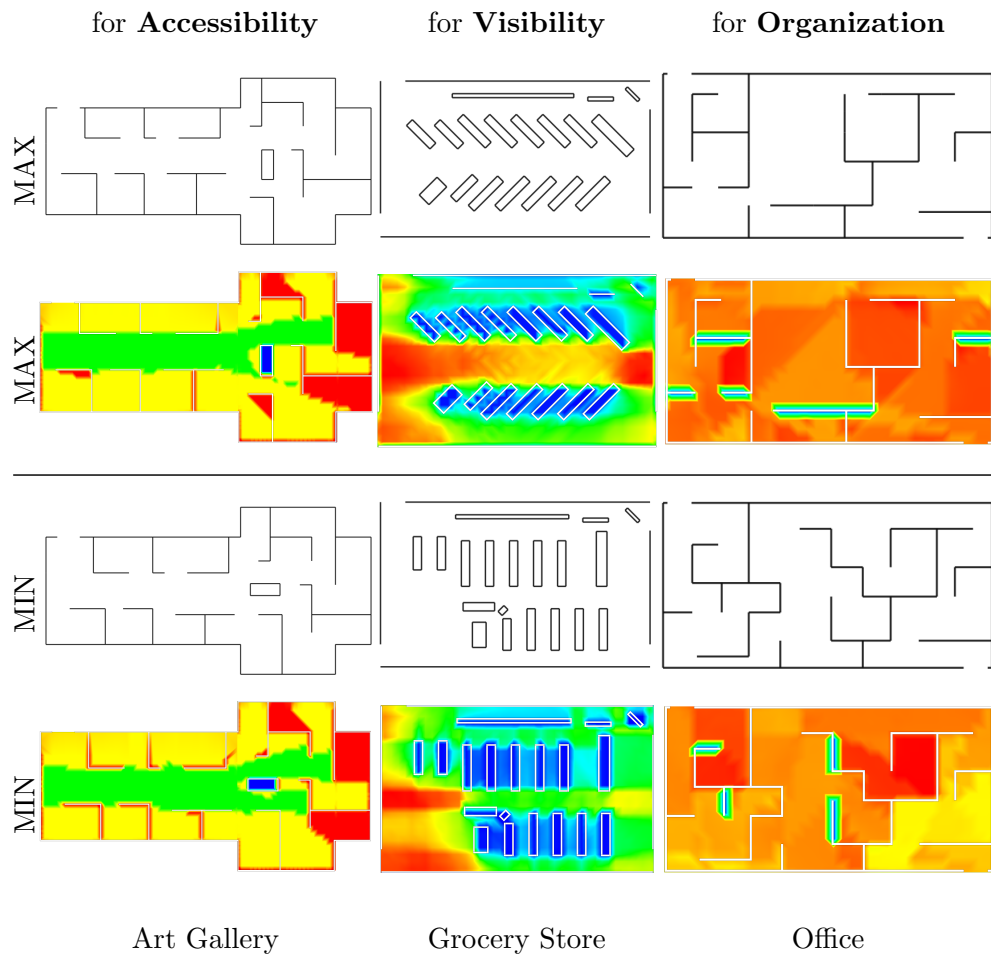 for Accessibility for Visibility for Organization
MAX
MAX
MIN
MIN
Art Gallery Grocery Store Office